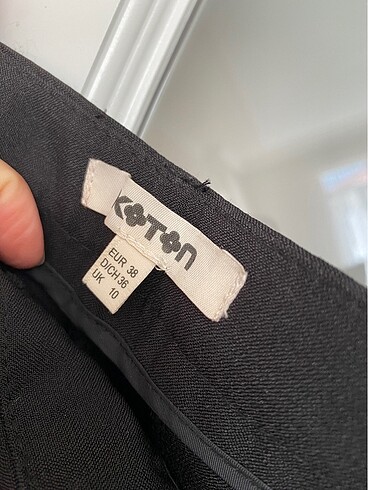 KOTON
EUR 38
D/CH 36
UK 10